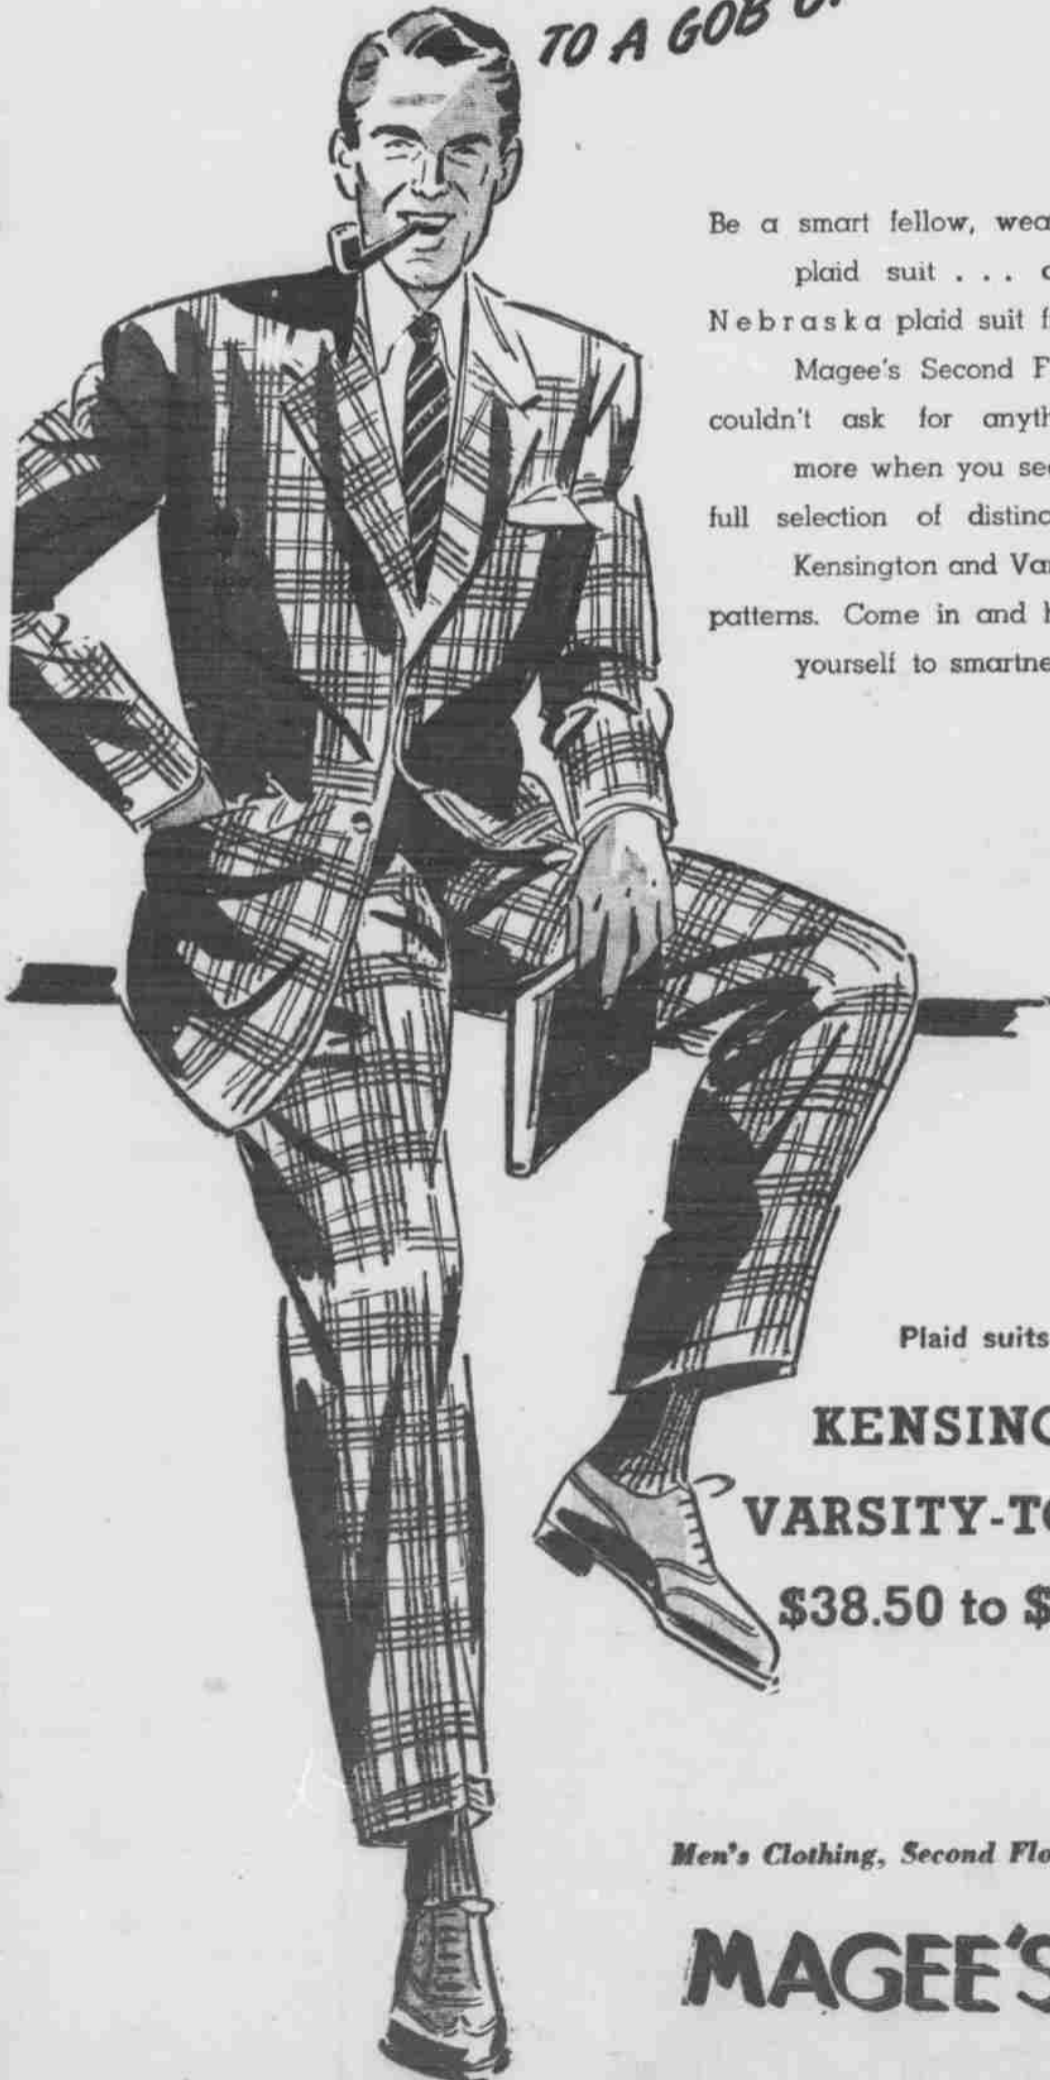 TO A GOB
Be a smart fellow, wea
plaid suit . . .
Nebraska plaid suit f
Magee's Second F
couldn't ask for anyth
more when you see
full selection of distinc
Kensington and Va
patterns. Come in and h
yourself to smartne
Plaid suits
KENSING
VARSITY-TO
$38.50 to $
Men's Clothing, Second Flo
MAGEE'S